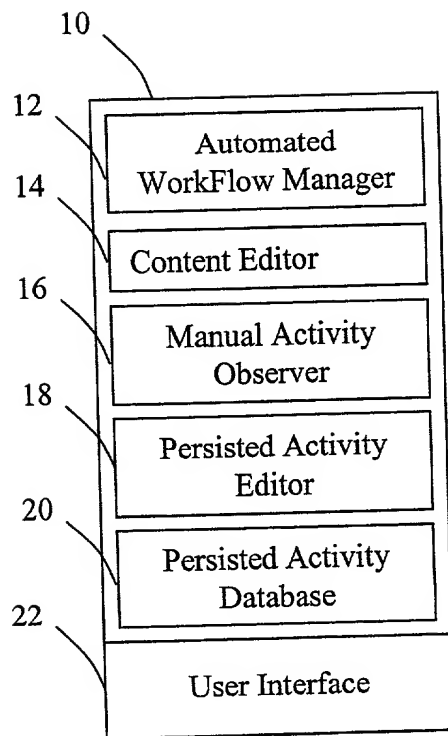 10
12
Automated
WorkFlow Manager
14
Content Editor
16
Manual Activity
Observer
18
Persisted Activity
Editor
20
Persisted Activity
Database
22
User Interface